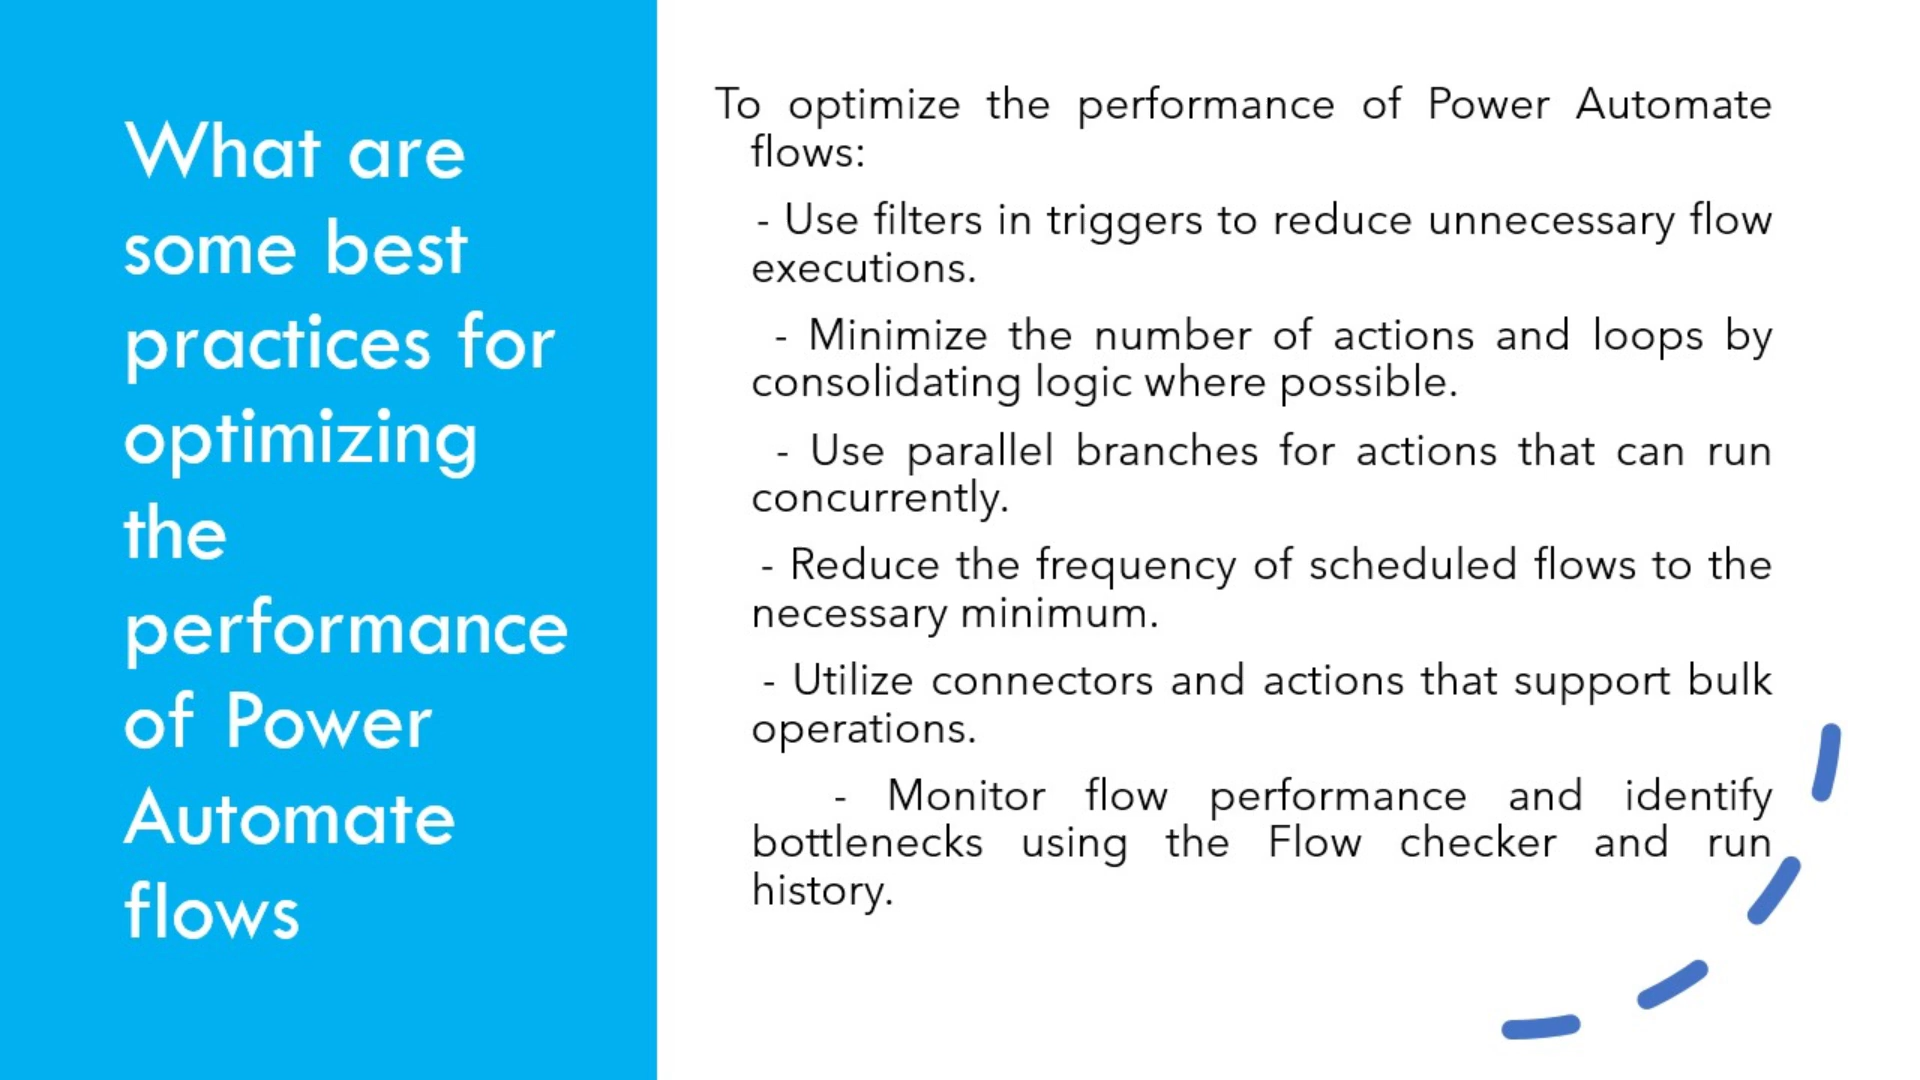 What are
some best
practices for
optimizing
the
performance
of Power
Automate
flows
To optimize the performance of Power Automate
flows:
- Use filters in triggers to reduce unnecessary flow
executions.
- Minimize the number of actions and loops by
consolidating logic where possible.
- Use parallel branches for actions that can run
concurrently.
- Reduce the frequency of scheduled flows to the
necessary minimum.
- Utilize connectors and actions that support bulk
operations.
- Monitor flow performance and identify
bottlenecks using the Flow checker and run
history.